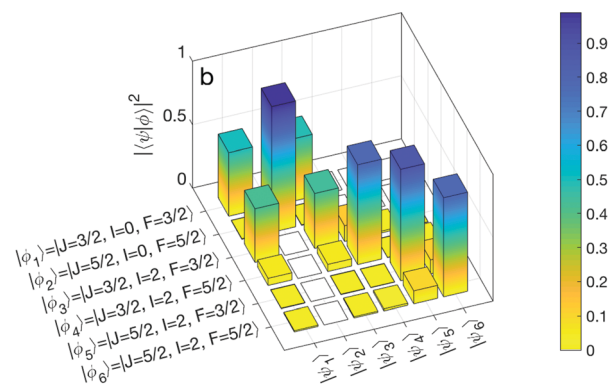 b
1
0.5
0
|⟨ψ|ϕ⟩|²
|ϕ₁⟩=|J=3/2, I=0, F=3/2⟩
|ϕ₂⟩=|J=5/2, I=0, F=5/2⟩
|ϕ₃⟩=|J=3/2, I=2, F=3/2⟩
|ϕ₄⟩=|J=3/2, I=2, F=5/2⟩
|ϕ₅⟩=|J=5/2, I=2, F=3/2⟩
|ϕ₆⟩=|J=5/2, I=2, F=5/2⟩
|ψ₁⟩
|ψ₂⟩
|ψ₃⟩
|ψ₄⟩
|ψ₅⟩
|ψ₆⟩
0.9
0.8
0.7
0.6
0.5
0.4
0.3
0.2
0.1
0